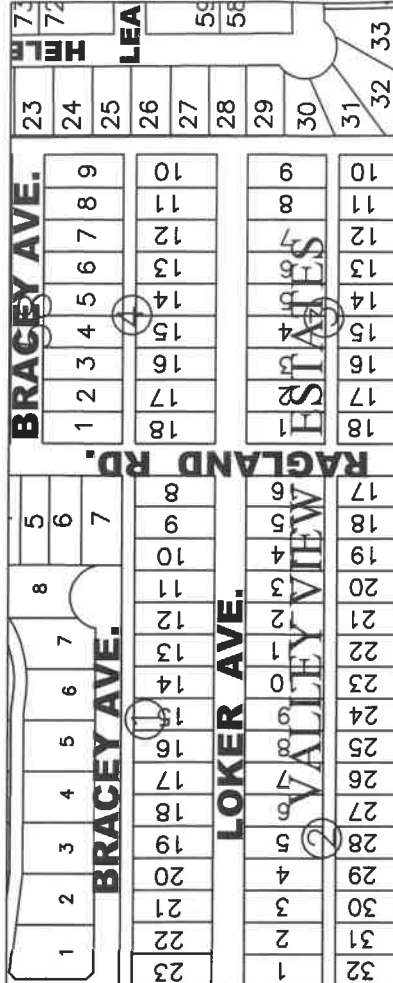 73 72
HELE
LEA
59 58
33
32
31
23 24 25 26 27 28 29 30
BRACEY AVE.
9 8 7 6 5 4 3 2 1
4
10 11 12 13 14 15 16 17 18
9 8 7 6 5 4 3 2 1
3
10 11 12 13 14 15 16 17 18
RAGLAND RD.
5 6 7
8
7 6 5 4 3 2 1
BRACEY AVE.
8 9 10 11 12 13 14 15 16 17 18 19 20 21 22 23
1
LOKER AVE.
6 5 4 3 2 1 0 9 8 7 6 5 4 3 2 1
2
VALLEY VIEW ESTATES
17 18 19 20 21 22 23 24 25 26 27 28 29 30 31 32